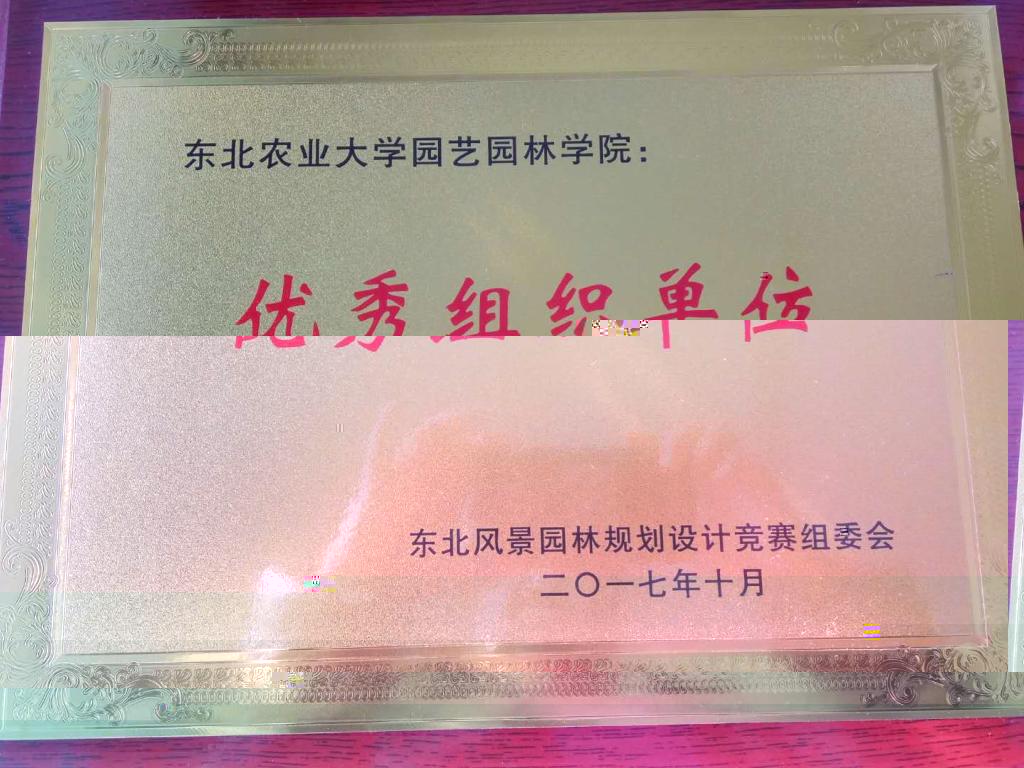 东北农业大学园艺园林学院：
优秀组织单位
东北风景园林规划设计竞赛组委会
二〇一七年十月